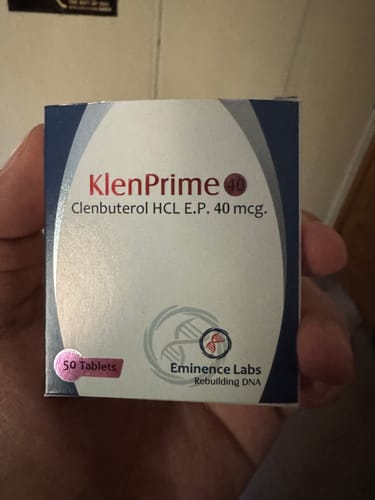 KlenPrime 40
Clenbuterol HCL E.P. 40 mcg.
50 Tablets
Eminence Labs
Rebuilding DNA